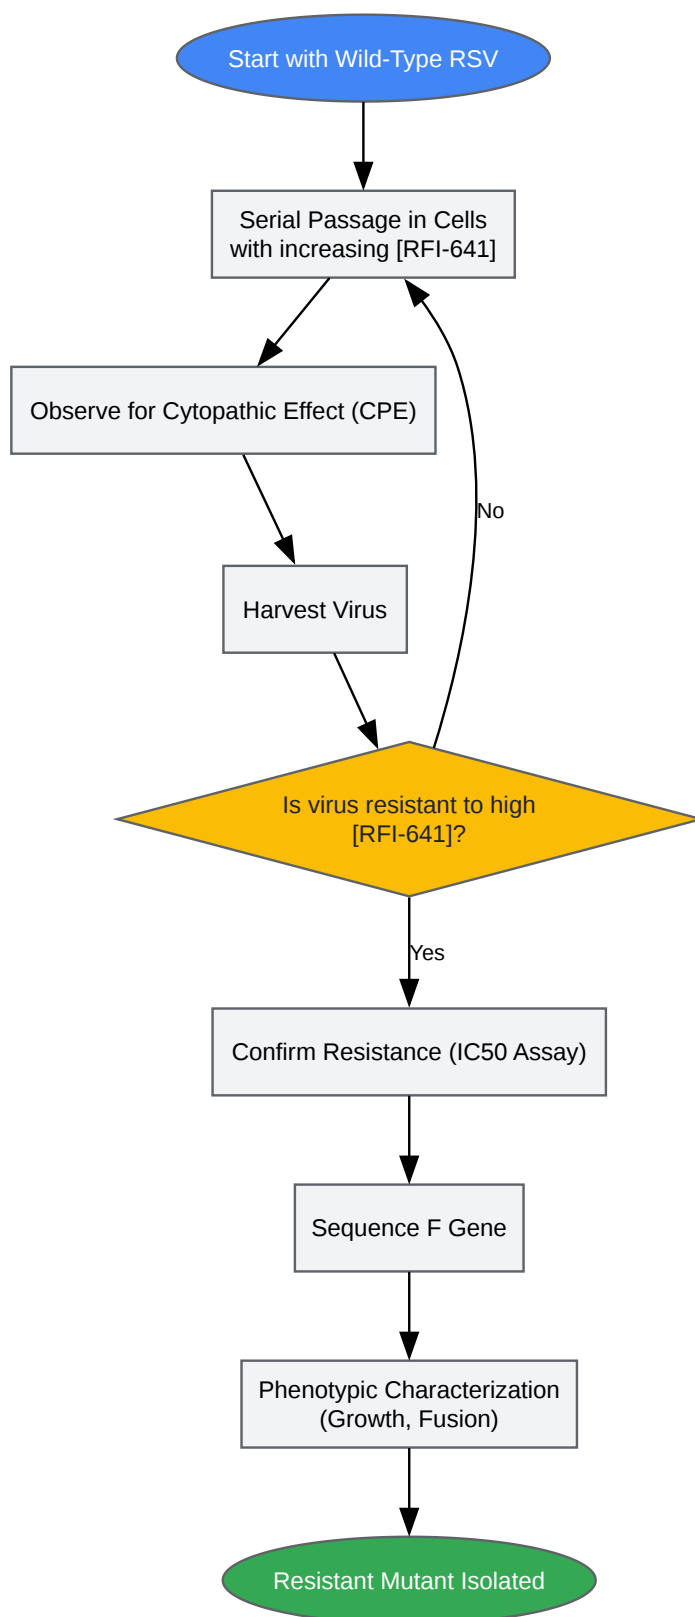 Start with Wild-Type RSV
Serial Passage in Cells
with increasing [RFI-641]
Observe for Cytopathic Effect (CPE)
No
Harvest Virus
Is virus resistant to high
[RFI-641]?
Yes
Confirm Resistance (IC50 Assay)
Sequence F Gene
Phenotypic Characterization
(Growth, Fusion)
Resistant Mutant Isolated